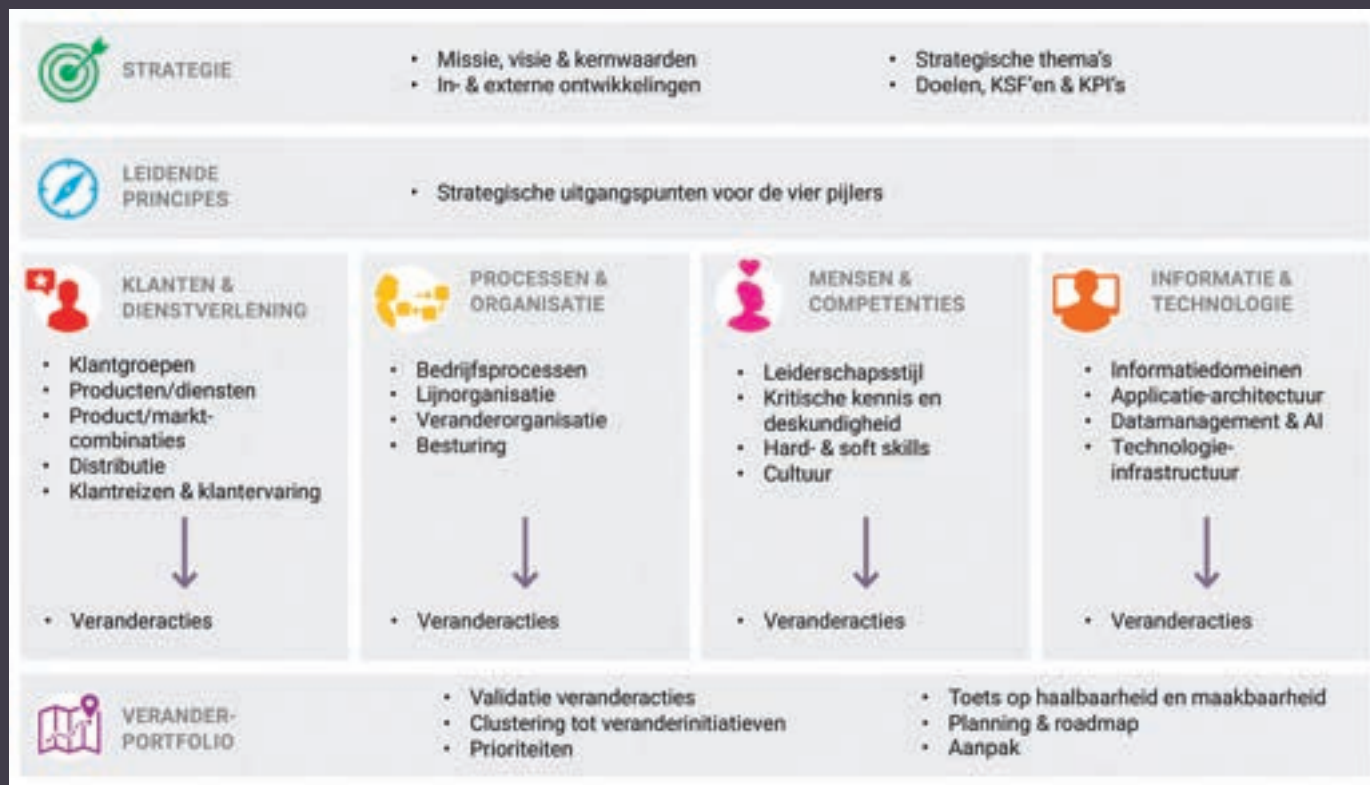 STRATEGIE
• Missie, visie & kernwaarden
• In- & externe ontwikkelingen
• Strategische thema's
• Doelen, KSF'en & KPI's
LEIDENDE
PRINCIPES
• Strategische uitgangspunten voor de vier pijlers
KLANTEN &
DIENSTVERLENING
• Klantgroepen
• Producten/diensten
• Product/markt-
combinaties
• Distributie
• Klantreizen & klantervaring
• Veranderacties
PROCESSEN &
ORGANISATIE
• Bedrijfsprocessen
• Lijnorganisatie
• Veranderorganisatie
• Besturing
• Veranderacties
MENSEN &
COMPETENTIES
• Leiderschapsstijl
• Kritische kennis en
deskundigheid
• Hard- & soft skills
• Cultuur
• Veranderacties
INFORMATIE &
TECHNOLOGIE
• Informatiedomeinen
• Applicatie-architectuur
• Datamanagement & AI
• Technologie-
infrastructuur
• Veranderacties
VERANDER-
PORTFOLIO
• Validatie veranderacties
• Clustering tot veranderinitiatieven
• Prioriteiten
• Toets op haalbaarheid en maakbaarheid
• Planning & roadmap
• Aanpak